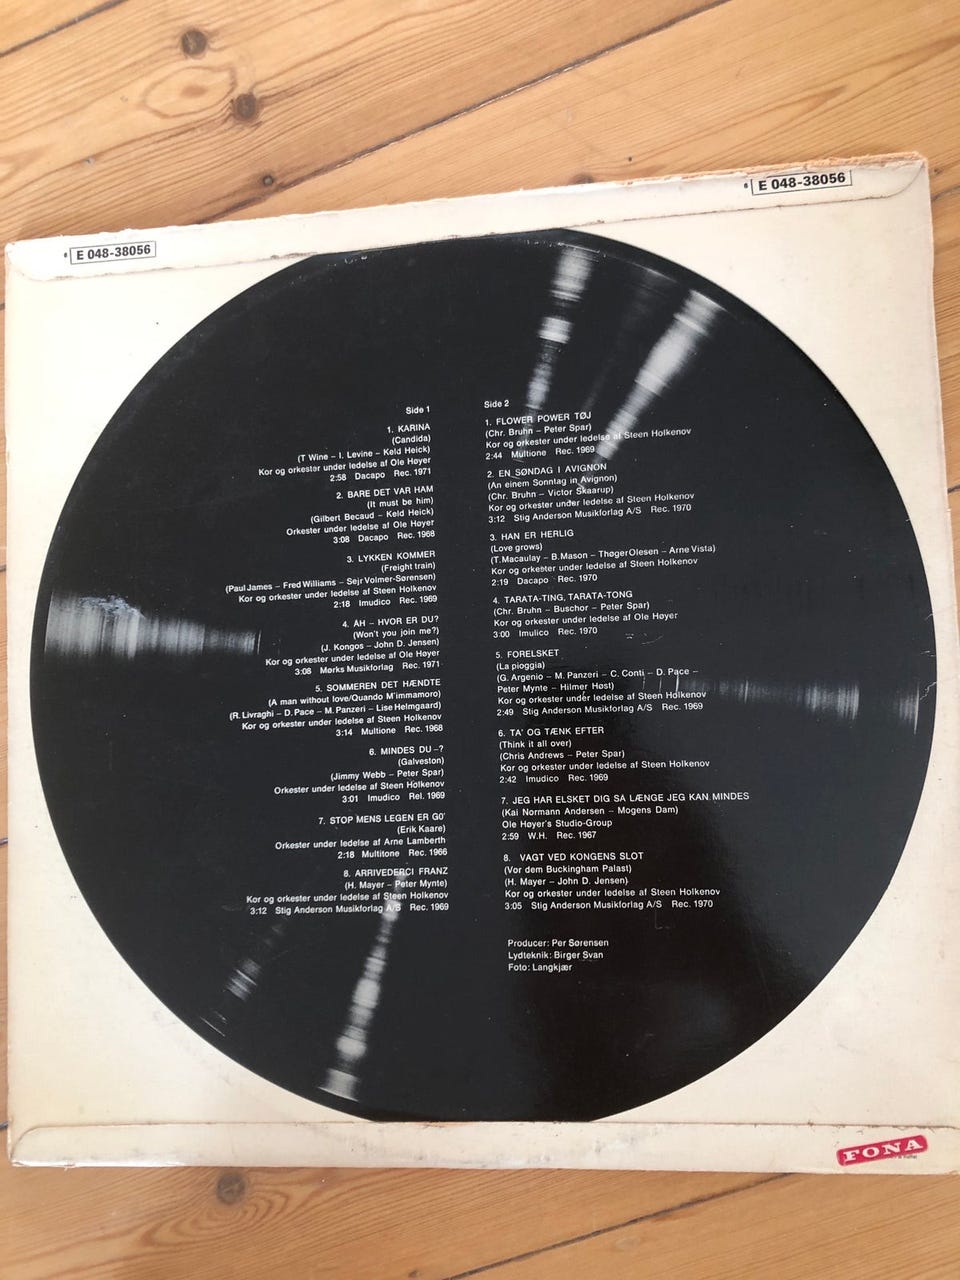 E 048-38056
E 048-38056
Side 1
1. KARINA
(Candida)
(T Wine – I. Levine – Keld Heick)
Kor og orkester under ledelse af Ole Høyer
2:58 Dacapo Rec. 1971
2. BARE DET VAR HAM
(It must be him)
(Gilbert Becaud – Keld Heick)
Orkester under ledelse af Ole Høyer
3:08 Dacapo Rec. 1968
3. LYKKEN KOMMER
(Freight train)
(Paul James – Fred Williams – Sejr Volmer-Sørensen)
Kor og orkester under ledelse af Steen Holkenov
2:18 Imudico Rec. 1969
4. ÅH – HVOR ER DU?
(Won't you join me?)
(J. Kongos – John D. Jensen)
Kor og orkester under ledelse af Ole Høyer
3:08 Mørks Musikforlag Rec. 1971
5. SOMMEREN DET HÆNDTE
(A man without love/Quando M'immamoro)
(R. Livraghi – D. Pace – M. Panzeri – Lise Helmgaard)
Kor og orkester under ledelse af Steen Holkenov
3:14 Multione Rec. 1968
6. MINDES DU –?
(Galveston)
(Jimmy Webb – Peter Spar)
Orkester under ledelse af Steen Holkenov
3:01 Imudico Rel. 1969
7. STOP MENS LEGEN ER GO'
(Erik Kaare)
Orkester under ledelse af Arne Lamberth
2:18 Multitone Rec. 1966
8. ARRIVEDERCI FRANZ
(H. Mayer – Peter Mynte)
Kor og orkester under ledelse af Steen Holkenov
3:12 Stig Anderson Musikforlag A/S Rec. 1969
Side 2
1. FLOWER POWER TØJ
(Chr. Bruhn – Peter Spar)
Kor og orkester under ledelse af Steen Holkenov
2:44 Multione Rec. 1969
2. EN SØNDAG I AVIGNON
(An einem Sonntag in Avignon)
(Chr. Bruhn – Victor Skaarup)
Kor og orkester under ledelse af Steen Holkenov
3:12 Stig Anderson Musikforlag A/S Rec. 1970
3. HAN ER HERLIG
(Love grows)
(T. Macaulay – B. Mason – Thøger Olesen – Arne Vista)
Kor og orkester under ledelse af Steen Holkenov
2:19 Dacapo Rec. 1970
4. TARATA-TING, TARATA-TONG
(Chr. Bruhn – Buschor – Peter Spar)
Kor og orkester under ledelse af Ole Høyer
3:00 Imulico Rec. 1970
5. FORELSKET
(La pioggia)
(G. Argenio – M. Panzeri – C. Conti – D. Pace –
Peter Mynte – Hilmer Høst)
Kor og orkester under ledelse af Steen Holkenov
2:49 Stig Anderson Musikforlag A/S Rec. 1969
6. TA' OG TÆNK EFTER
(Think it all over)
(Chris Andrews – Peter Spar)
Kor og orkester under ledelse af Steen Holkenov
2:42 Imudico Rec. 1969
7. JEG HAR ELSKET DIG SA LÆNGE JEG KAN MINDES
(Kai Normann Andersen – Mogens Dam)
Ole Høyer's Studio-Group
2:59 W.H. Rec. 1967
8. VAGT VED KONGENS SLOT
(Vor dem Buckingham Palast)
(H. Mayer – John D. Jensen)
Kor og orkester under ledelse af Steen Holkenov
3:05 Stig Anderson Musikforlag A/S Rec. 1970
Producer: Per Sørensen
Lydteknik: Birger Svan
Foto: Langkjær
FONA